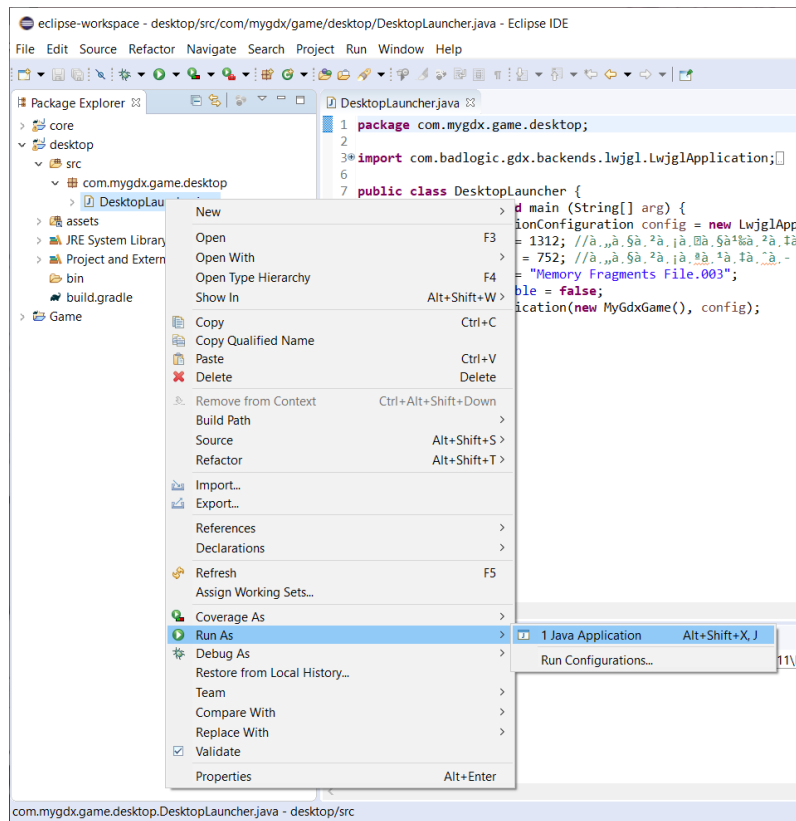 eclipse-workspace - desktop/src/com/mygdx/game/desktop/DesktopLauncher.java - Eclipse IDE
File Edit Source Refactor Navigate Search Project Run Window Help
Package Explorer
DesktopLauncher.java
core
desktop
src
com.mygdx.game.desktop
assets
JRE System Library
bin
build.gradle
Game
1 package com.mygdx.game.desktop;
2
3 import com.badlogic.gdx.backends.lwjgl.LwjglApplication;
6
7 public class DesktopLauncher {
main (String[] arg) {
config = new
= 1312; //
= 752; //
= "Memory Fragments File.003";
= false;
(new MyGdxGame(), config);
New
Open F3
Open With
Open Type Hierarchy F4
Show In Alt+Shift+W
Copy Ctrl+C
Copy Qualified Name
Paste Ctrl+V
Delete Delete
Remove from Context Ctrl+Alt+Shift+Down
Build Path
Source Alt+Shift+S
Refactor Alt+Shift+T
Import...
Export...
References
Declarations
Refresh F5
Assign Working Sets...
Coverage As
Run As
Debug As
Restore from Local History...
Team
Compare With
Replace With
Validate
Properties Alt+Enter
1 Java Application Alt+Shift+X, J
Run Configurations...
com.mygdx.game.desktop.DesktopLauncher.java - desktop/src